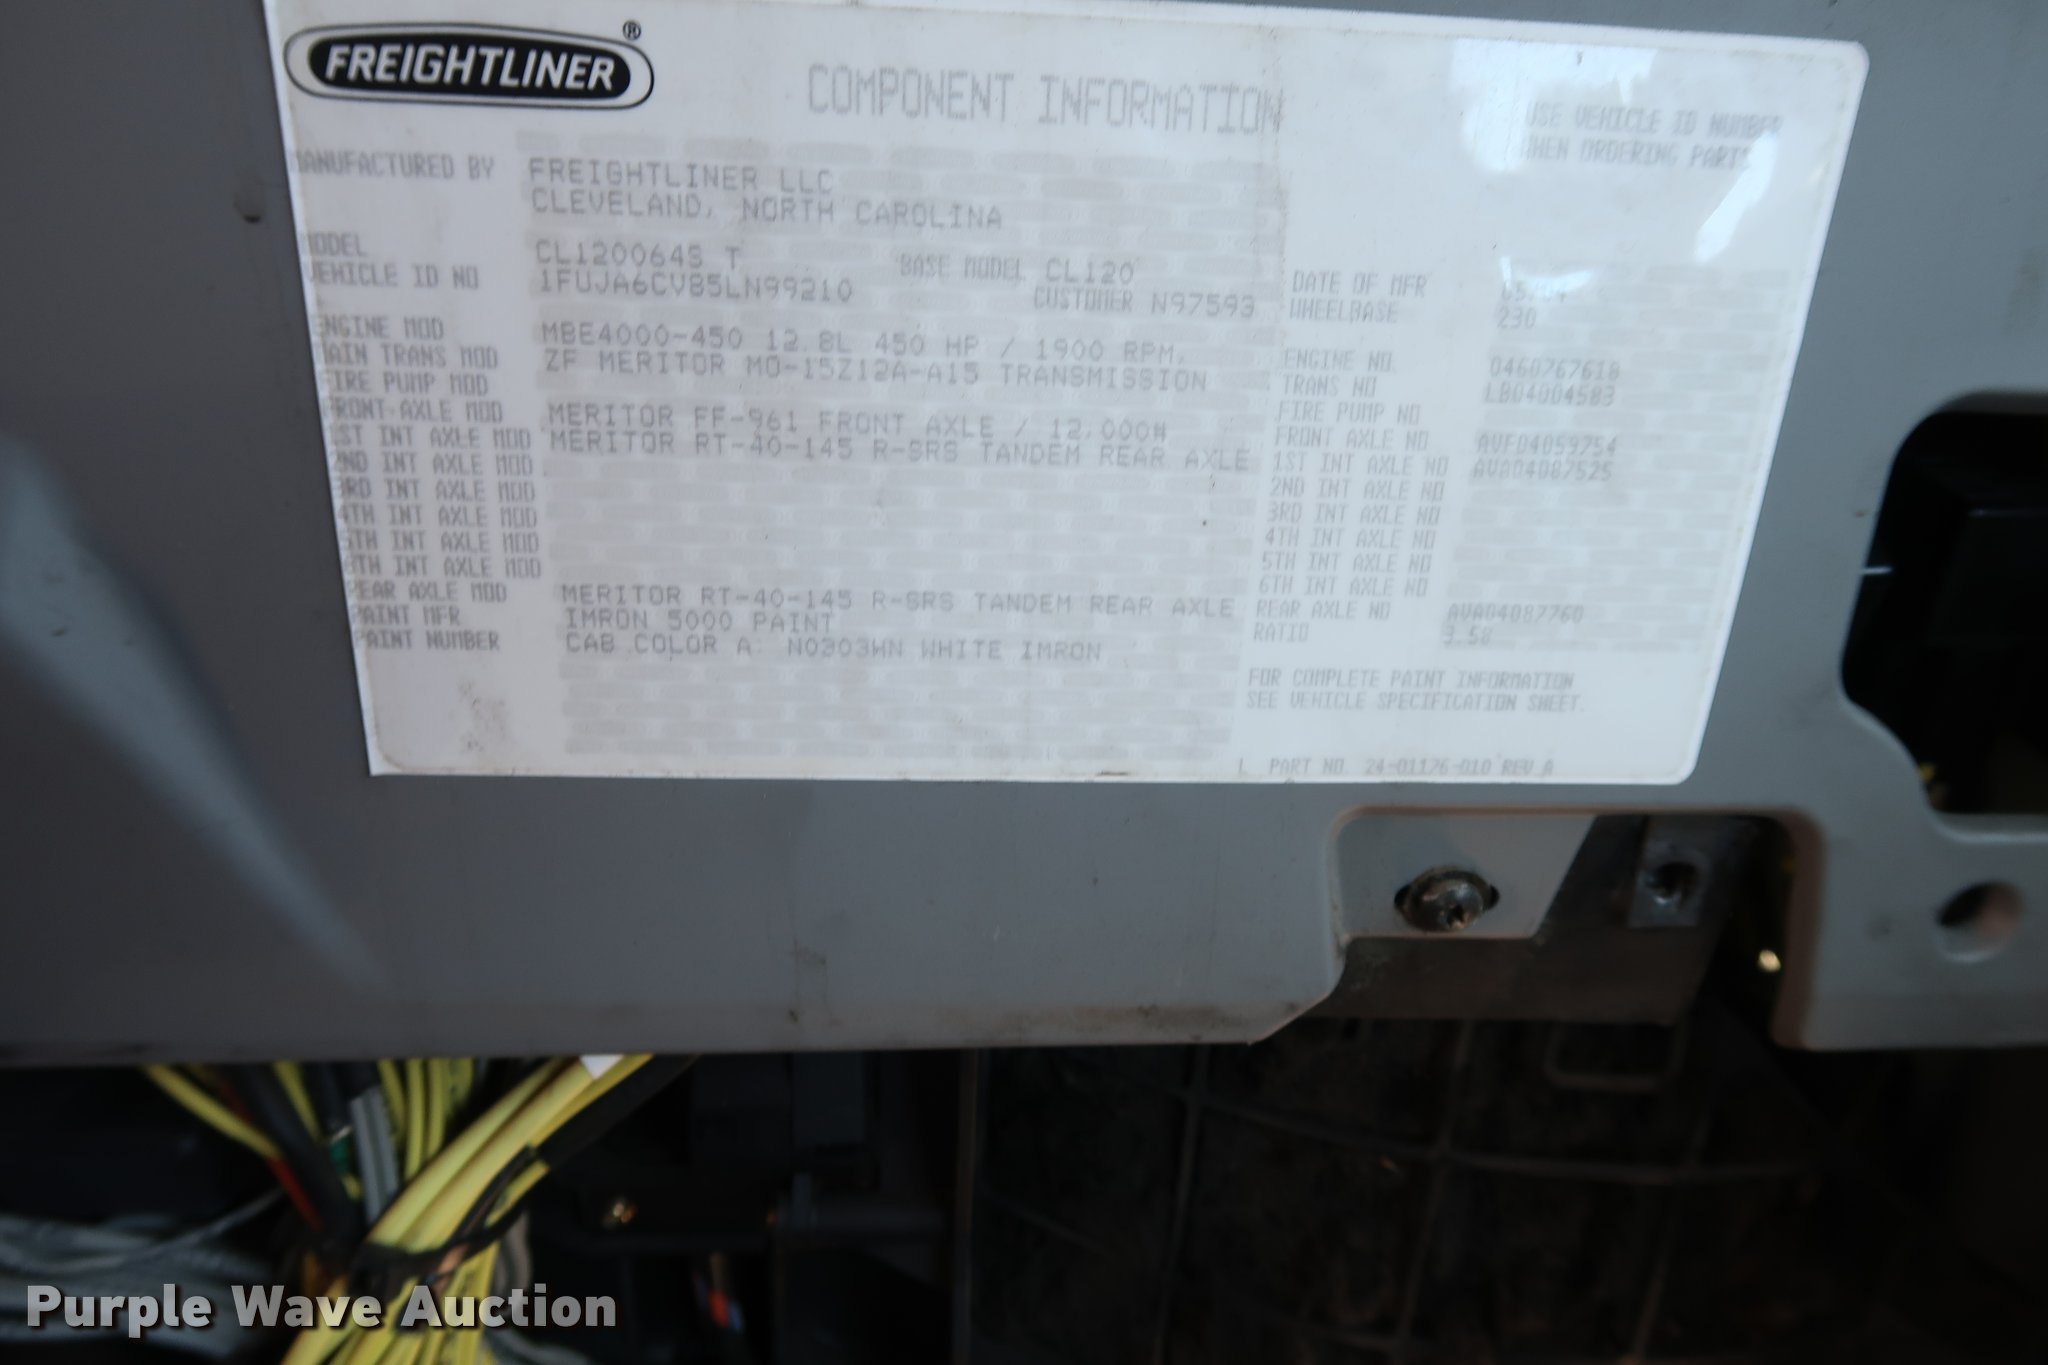 FREIGHTLINER ®
COMPONENT INFORMATION
USE VEHICLE ID NUMBER
WHEN ORDERING PARTS
MANUFACTURED BY FREIGHTLINER LLC
CLEVELAND, NORTH CAROLINA
MODEL CL120064S T BASE MODEL CL120
VEHICLE ID NO 1FUJA6CV85LN99210 CUSTOMER N97593
DATE OF MFR
WHEELBASE 230
ENGINE MOD MBE4000-450 12.8L 450 HP / 1900 RPM, ENGINE NO. 0460767618
MAIN TRANS MOD ZF MERITOR MO-15Z12A-A15 TRANSMISSION TRANS NO LB04004583
FIRE PUMP MOD FIRE PUMP NO
FRONT AXLE MOD MERITOR FF-961 FRONT AXLE / 12,000# FRONT AXLE NO AVF04059754
1ST INT AXLE MOD MERITOR RT-40-145 R-SRS TANDEM REAR AXLE 1ST INT AXLE NO AVA04087525
2ND INT AXLE MOD 2ND INT AXLE NO
3RD INT AXLE MOD 3RD INT AXLE NO
4TH INT AXLE MOD 4TH INT AXLE NO
5TH INT AXLE MOD 5TH INT AXLE NO
6TH INT AXLE MOD 6TH INT AXLE NO
REAR AXLE MOD MERITOR RT-40-145 R-SRS TANDEM REAR AXLE REAR AXLE NO AVA04087760
PAINT MFR IMRON 5000 PAINT RATIO 3.58
PAINT NUMBER CAB COLOR A: N0303WN WHITE IMRON
FOR COMPLETE PAINT INFORMATION
SEE VEHICLE SPECIFICATION SHEET.
L PART NO. 24-01176-010 REV A
Purple Wave Auction